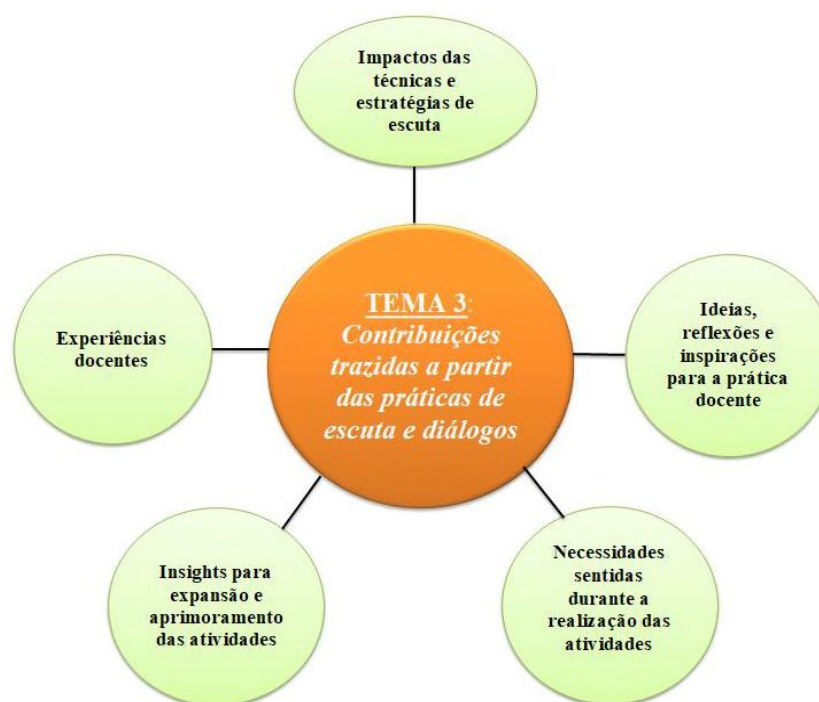 Impactos das
técnicas e
estratégias de
escuta
TEMA 3:
Contribuições
trazidas a partir
das práticas de
escuta e diálogos
Experiências
docentes
Ideias,
reflexões e
inspirações
para a prática
docente
Insights para
expansão e
aprimoramento
das atividades
Necessidades
sentidas
durante a
realização das
atividades